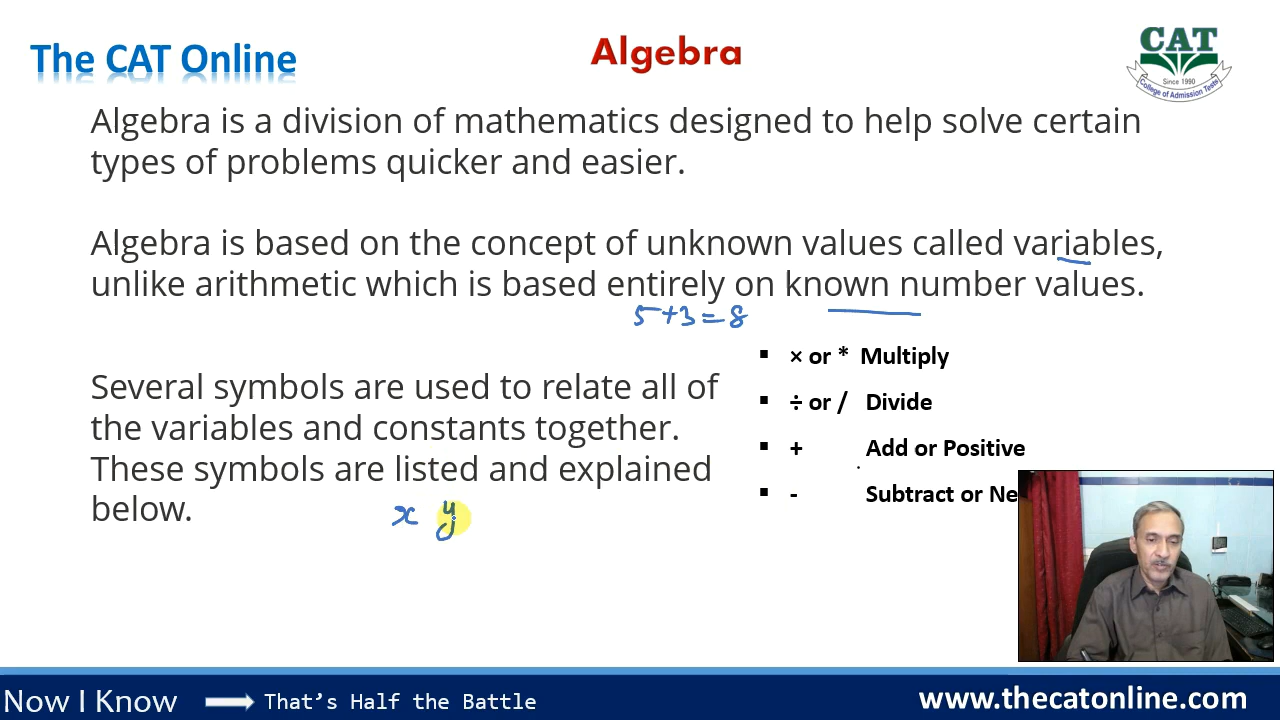 The CAT Online
Algebra
CAT
Since 1990
College of Admission Tests
Algebra is a division of mathematics designed to help solve certain
types of problems quicker and easier.
Algebra is based on the concept of unknown values called variables,
unlike arithmetic which is based entirely on known number values.
5+3=8
Several symbols are used to relate all of
the variables and constants together.
These symbols are listed and explained
below.
x y
▪ × or * Multiply
▪ ÷ or / Divide
▪ + Add or Positive
▪ - Subtract or Ne
Now I Know
That's Half the Battle
www.thecatonline.com